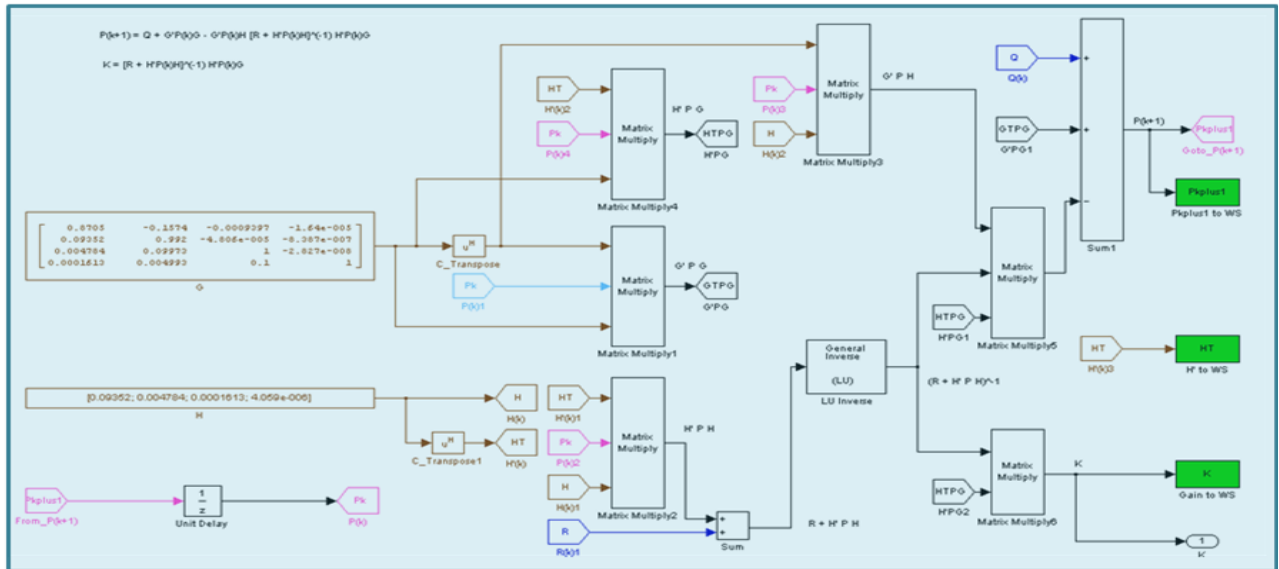 P(k+1) = Q + G'P(k)G - G'P(k)H [R + H'P(k)H]^(-1) H'P(k)G
K = [R + H'P(k)H]^(-1) H'P(k)G
HT
H'(k)2
Pk
P(k)4
Matrix
Multiply
Matrix Multiply4
H' P G
HTPG
H'PG
Pk
P(k)3
H
H(k)2
Matrix
Multiply
Matrix Multiply3
G' P H
Q
Q(k)
GTPG
G'PG1
Sum1
P(k+1)
Pkplus1
Goto_P(k+1)
Pkplus1
Pkplus1 to WS
0.8705 -0.1574 -0.0009397 -1.64e-005
0.09352 0.992 -4.806e-005 -8.387e-007
0.004784 0.09973 1 -2.827e-008
0.0001613 0.004993 0.1 1
G
u^H
C_Transpose
Pk
P(k)1
Matrix
Multiply
Matrix Multiply1
G' P G
GTPG
G'PG
Matrix
Multiply
Matrix Multiply5
HTPG
H'PG1
HT
H'(k)3
HT
H' to WS
General
Inverse
(LU)
LU Inverse
(R + H' P H)^-1
[0.09352; 0.004784; 0.0001613; 4.059e-006]
H
H
H(k)
u^H
C_Transpose1
HT
H'(k)
HT
H'(k)1
Pk
P(k)2
H
H(k)1
Matrix
Multiply
Matrix Multiply2
H' P H
R
R(k)1
Sum
R + H' P H
Matrix
Multiply
Matrix Multiply6
HTPG
H'PG2
K
K
Gain to WS
1
K
Pkplus1
From_P(k+1)
1
z
Unit Delay
Pk
P(k)